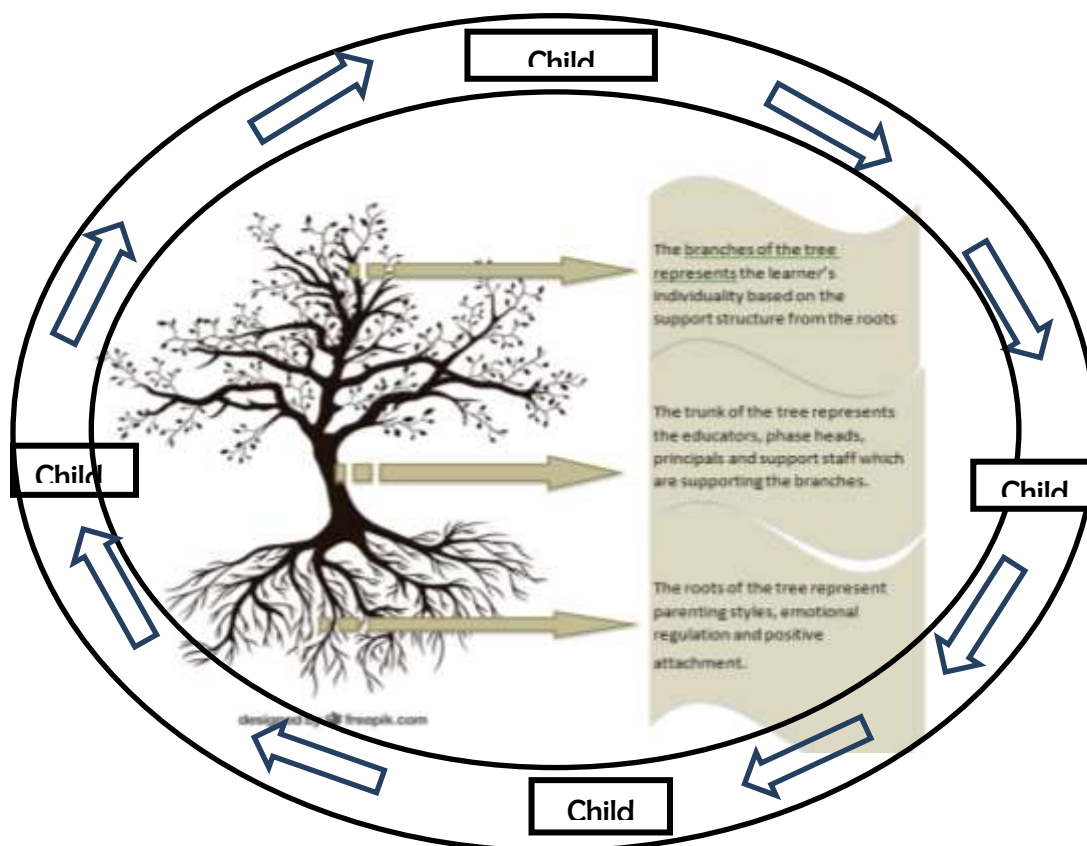 Child
The branches of the tree
represents the learner's
individuality based on the
support structure from the roots
The trunk of the tree represents
the educators, phase heads,
principals and support staff which
are supporting the branches.
Child
Child
The roots of the tree represent
parenting styles, emotional
regulation and positive
attachment.
designed by freepik.com
Child